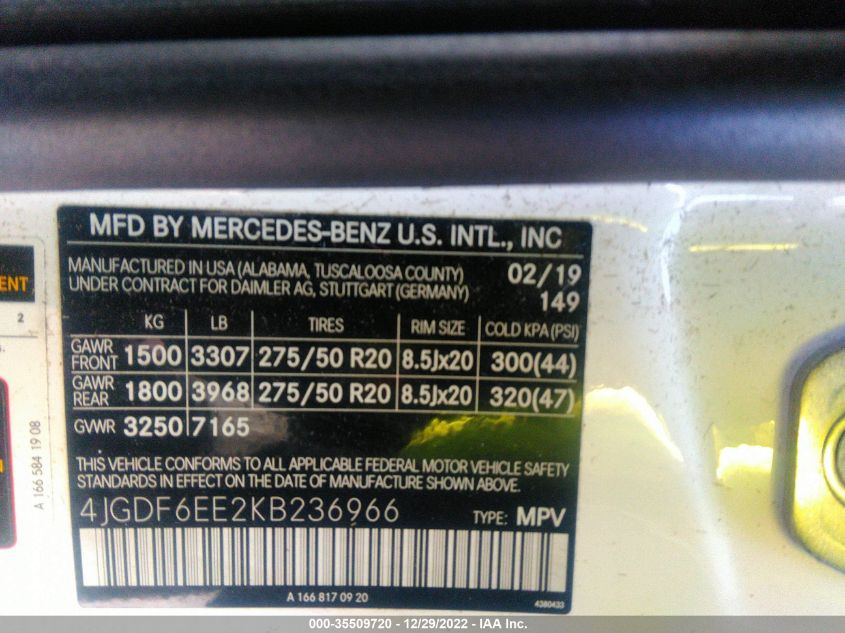 MFD BY MERCEDES-BENZ U.S. INTL., INC
MANUFACTURED IN USA (ALABAMA, TUSCALOOSA COUNTY) 02/19
UNDER CONTRACT FOR DAIMLER AG, STUTTGART (GERMANY) 149
KG LB TIRES RIM SIZE COLD KPA (PSI)
GAWR FRONT 1500 3307 275/50 R20 8.5Jx20 300(44)
GAWR REAR 1800 3968 275/50 R20 8.5Jx20 320(47)
GVWR 3250 7165
THIS VEHICLE CONFORMS TO ALL APPLICABLE FEDERAL MOTOR VEHICLE SAFETY
STANDARDS IN EFFECT ON THE DATE OF MANUFACTURE SHOWN ABOVE.
4JGDF6EE2KB236966 TYPE: MPV
A 166 817 09 20 4380433
A 166 584 19 08
2
000-35509720 - 12/29/2022 - IAA Inc.